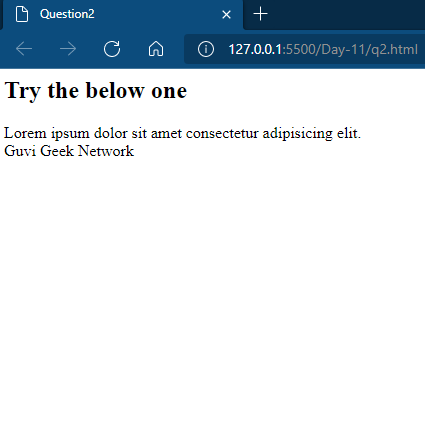 Question2
127.0.0.1:5500/Day-11/q2.html
Try the below one
Lorem ipsum dolor sit amet consectetur adipisicing elit.
Guvi Geek Network